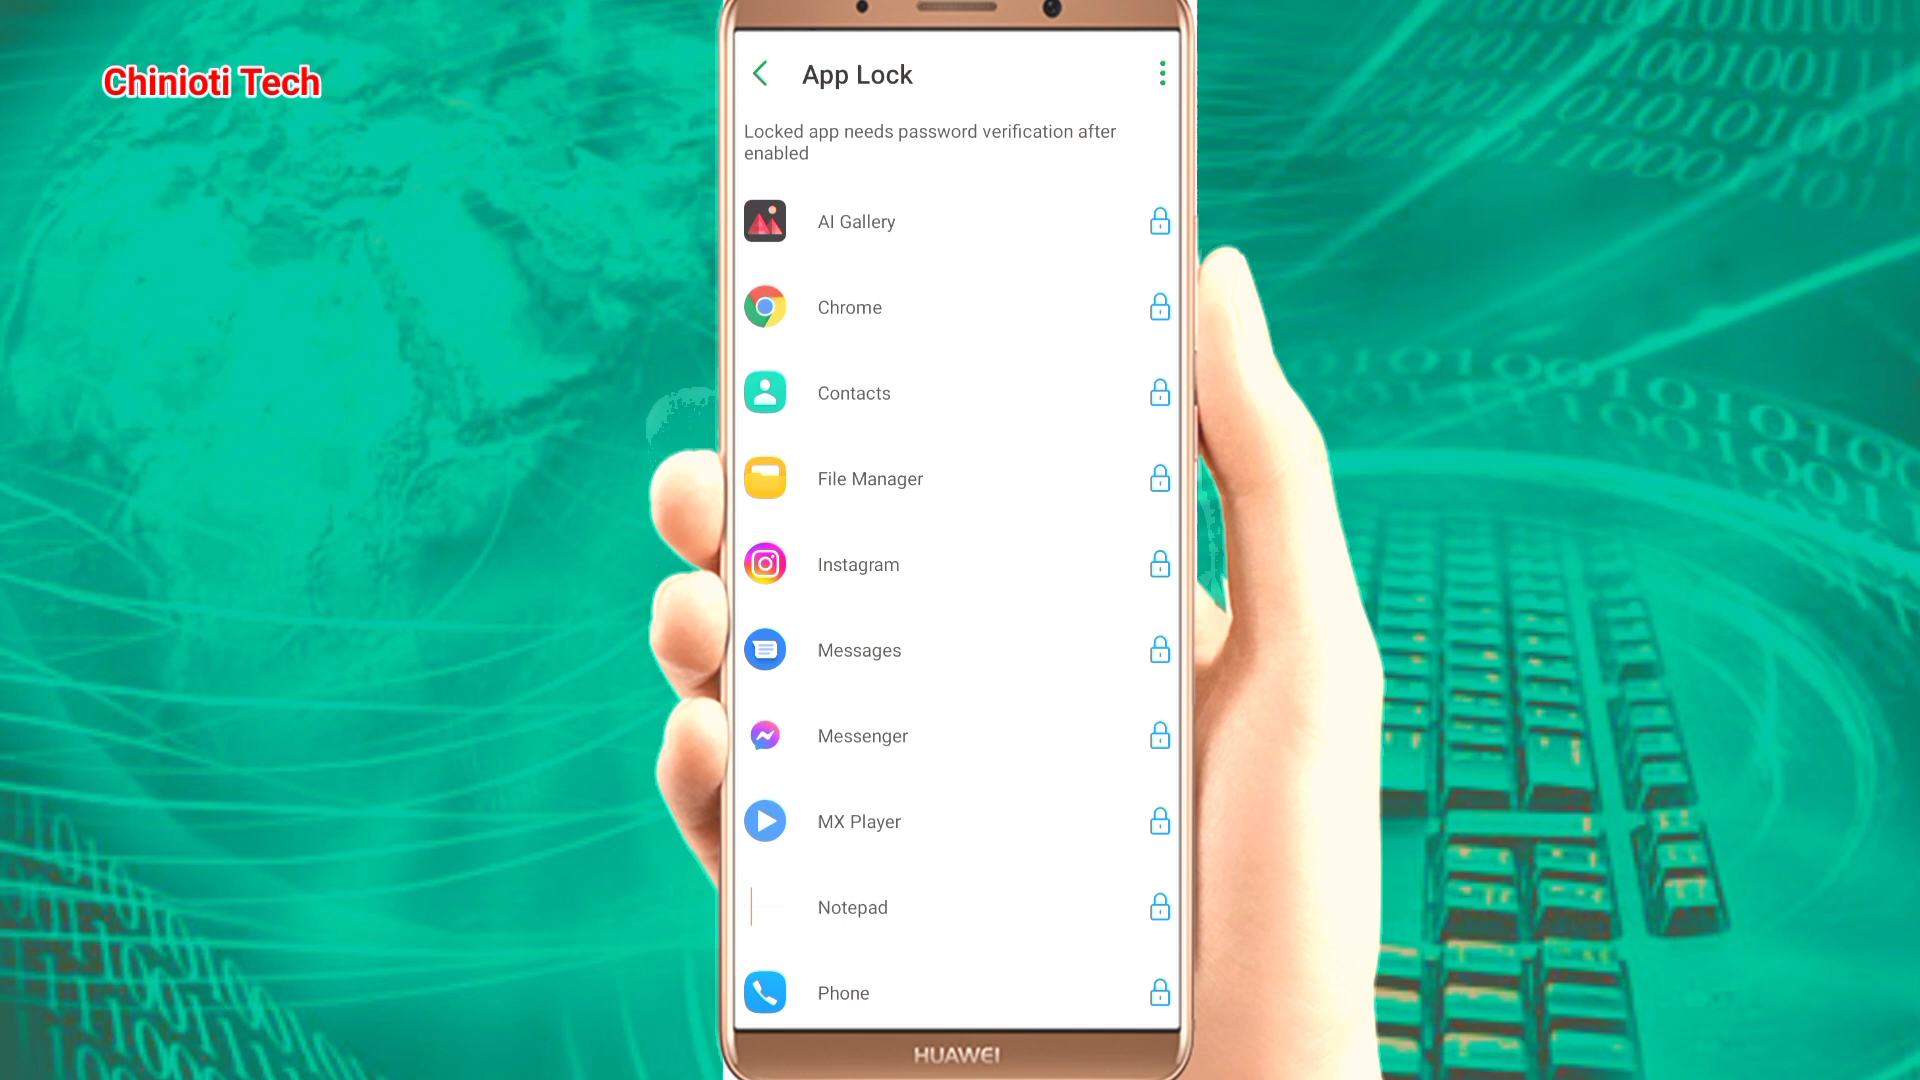 Chinioti Tech
App Lock
Locked app needs password verification after
enabled
AI Gallery
Chrome
Contacts
File Manager
Instagram
Messages
Messenger
MX Player
Notepad
Phone
HUAWEI